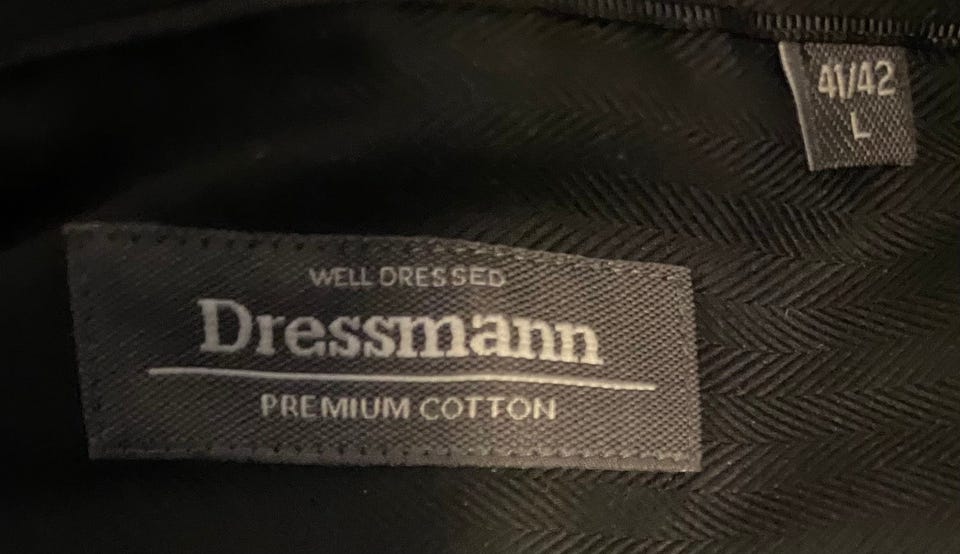 41/42
L
WELL DRESSED
Dressmann
PREMIUM COTTON